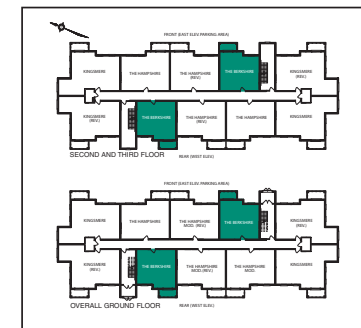 FRONT (EAST ELEV. PARKING AREA)
THE BERKSHIRE
KINGSMERE
THE HAMPSHIRE
THE HAMPSHIRE
(REV.)
KINGSMERE
(REV.)
KINGSMERE
(REV.)
THE BERKSHIRE
THE HAMPSHIRE
(REV.)
THE HAMPSHIRE
KINGSMERE
SECOND AND THIRD FLOOR
REAR (WEST ELEV.)
FRONT (EAST ELEV. PARKING AREA)
KINGSMERE
THE HAMPSHIRE
THE HAMPSHIRE
MOD. (REV.)
THE BERKSHIRE
KINGSMERE
(REV.)
KINGSMERE
(REV.)
THE BERKSHIRE
THE HAMPSHIRE
MOD. (REV.)
THE HAMPSHIRE
MOD.
KINGSMERE
OVERALL GROUND FLOOR
REAR (WEST ELEV.)